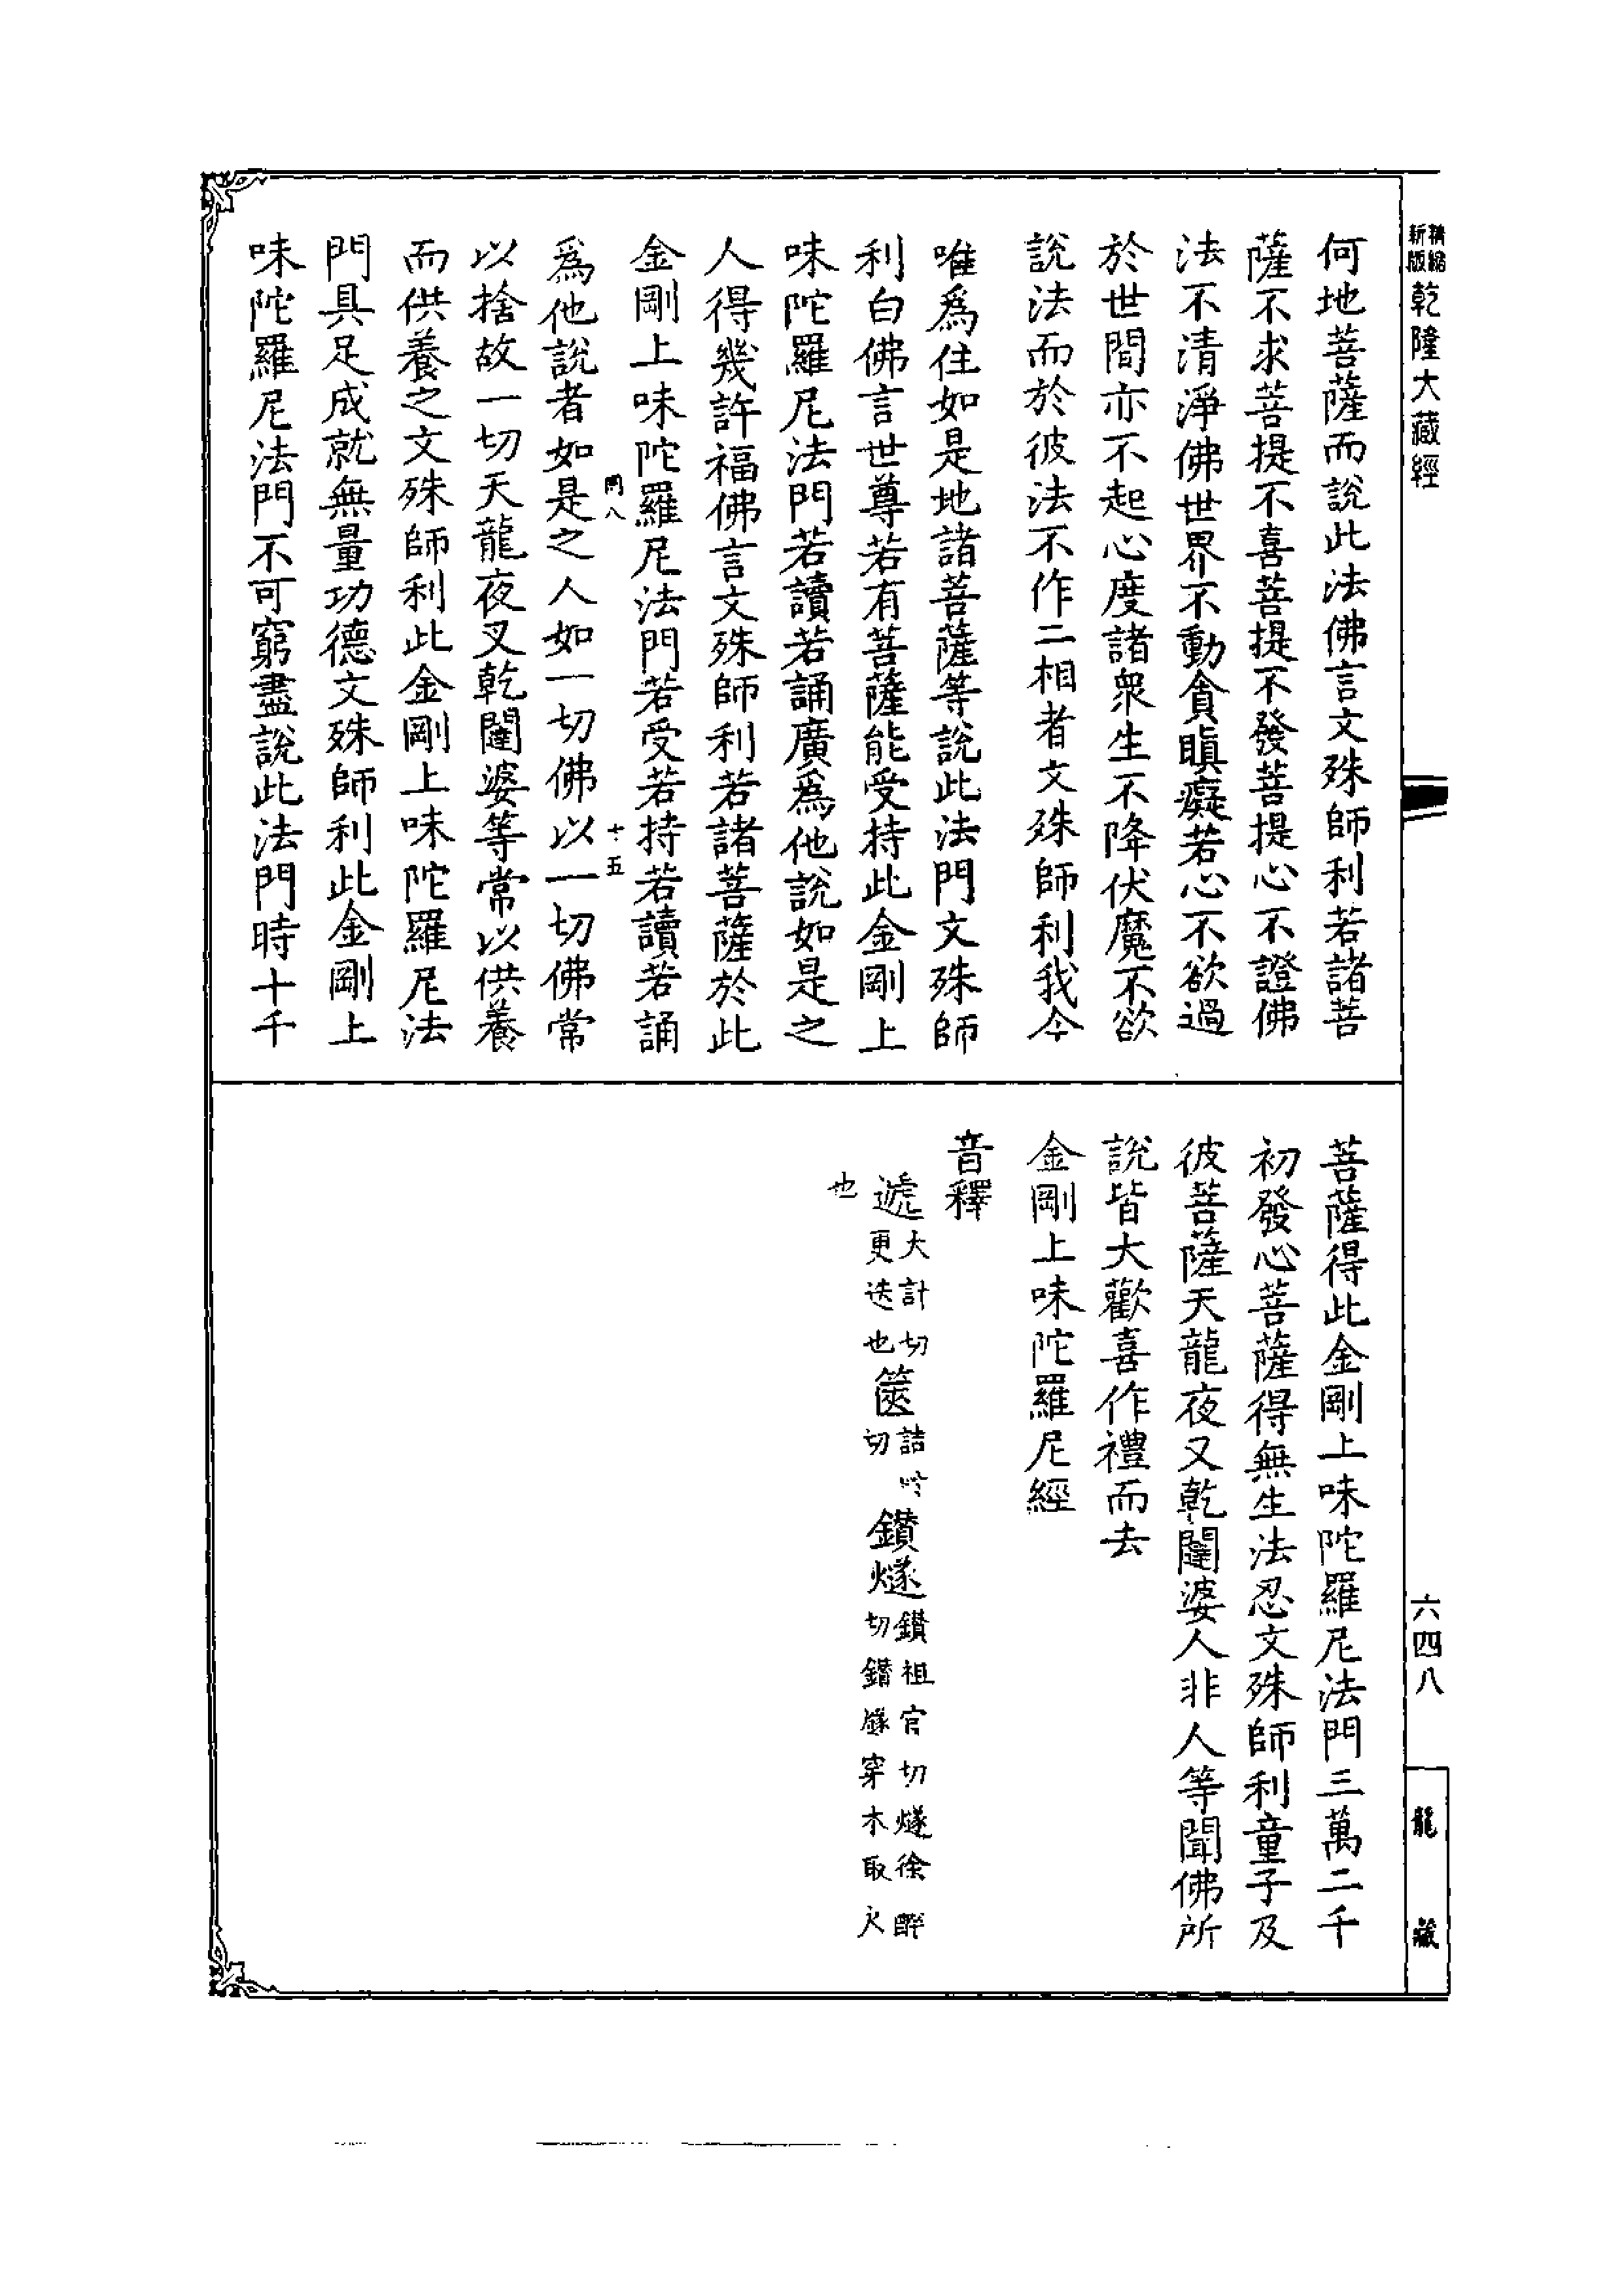 精縮
新版
乾隆大藏經
六四八
龍藏
何地菩薩而說此法佛言文殊師利若諸菩
薩不求菩提不喜菩提不發菩提心不證佛
法不清淨佛世界不動貪瞋癡若心不欲過
於世間亦不起心度諸衆生不降伏魔不欲
說法而於彼法不作二相者文殊師利我今
唯爲住如是地諸菩薩等說此法門文殊師
利白佛言世尊若有菩薩能受持此金剛上
味陀羅尼法門若讀若誦廣爲他說如是之
人得幾許福佛言文殊師利若諸菩薩於此
金剛上味陀羅尼法門若受若持若讀若誦
八 十五
爲他說者如是之人如一切佛以一切佛常
以捨故一切天龍夜叉乾闥婆等常以供養
而供養之文殊師利此金剛上味陀羅尼法
門具足成就無量功德文殊師利此金剛上
味陀羅尼法門不可窮盡說此法門時十千
菩薩得此金剛上味陀羅尼法門三萬二千
初發心菩薩得無生法忍文殊師利童子及
彼菩薩天龍夜叉乾闥婆人非人等聞佛所
說皆大歡喜作禮而去
金剛上味陀羅尼經
音釋
遞大計切更迭也篋詰切鑚燧鑚祖官切燧徐醉切鑚燧穿木取火
也